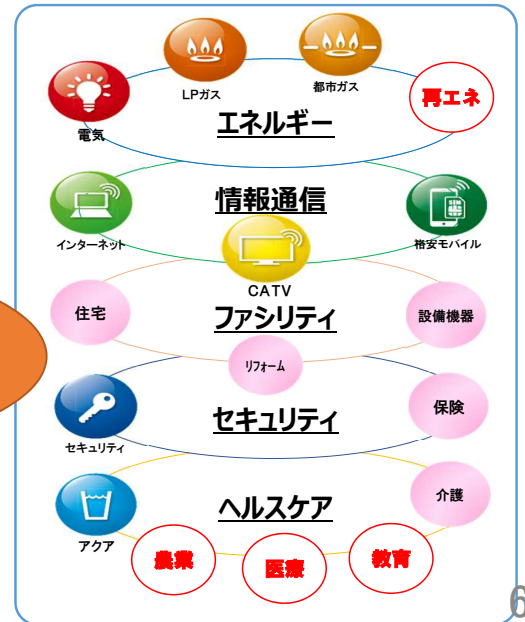 LPガス
都市ガス
電気
再エネ
エネルギー
情報通信
インターネット
格安モバイル
SIM
CATV
住宅
ファシリティ
設備機器
リフォーム
セキュリティ
保険
セキュリティ
ヘルスケア
介護
アクア
農業
医療
教育
6